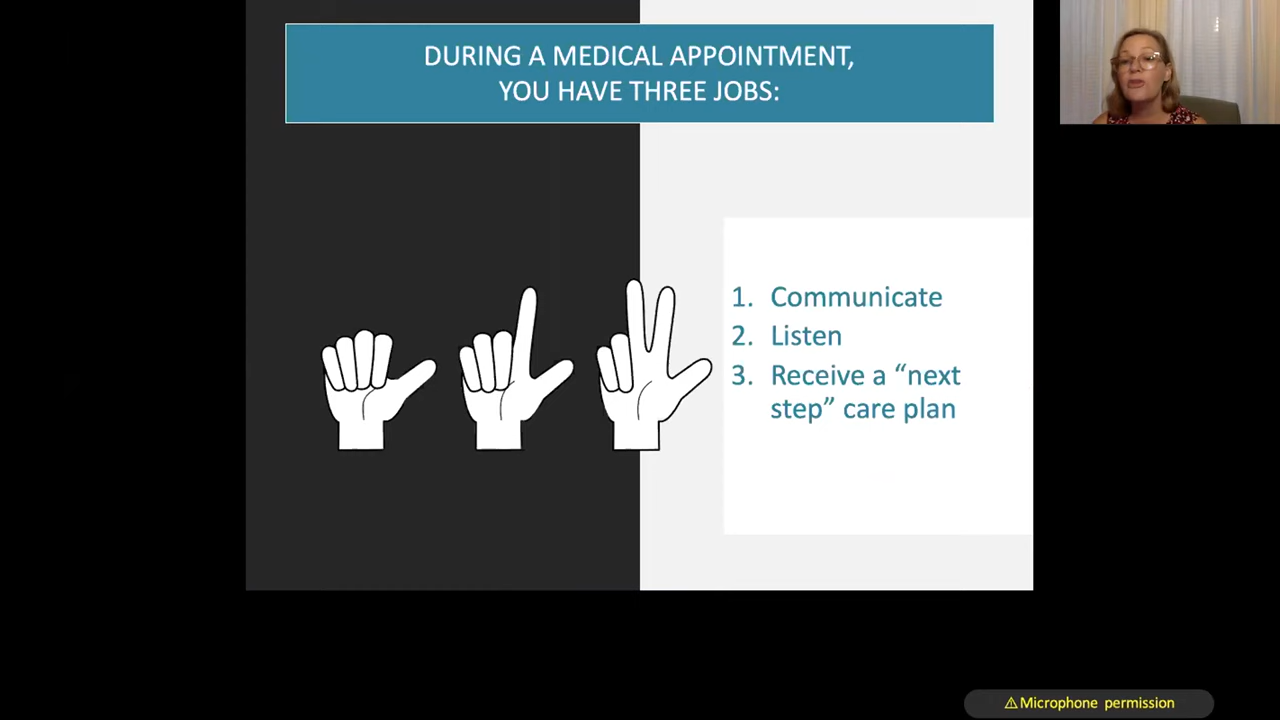 DURING A MEDICAL APPOINTMENT,
YOU HAVE THREE JOBS:
1. Communicate
2. Listen
3. Receive a “next
step” care plan
⚠Microphone permission